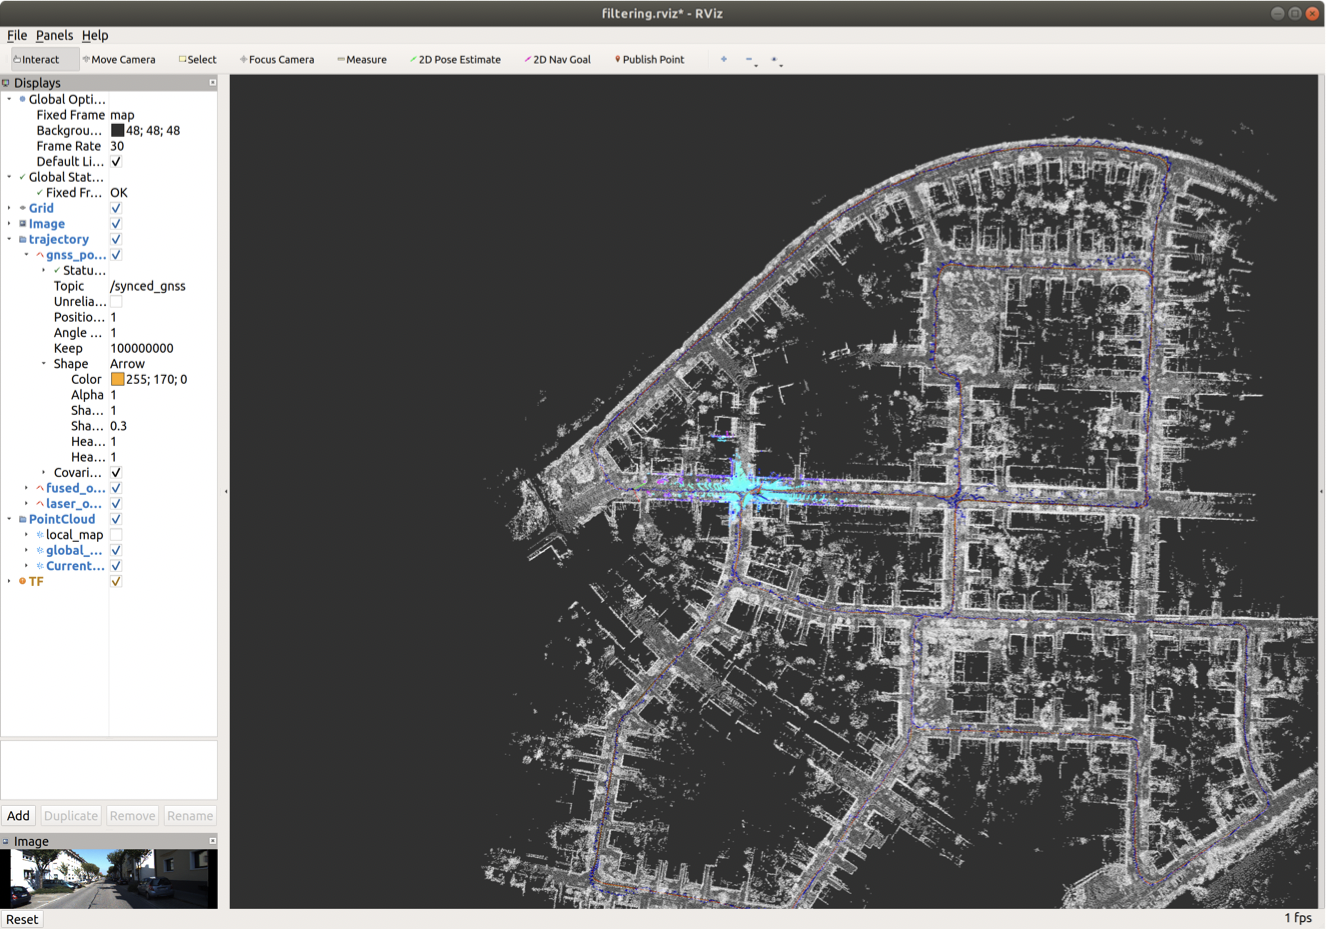 filtering.rviz* - RViz
File Panels Help
Interact Move Camera Select Focus Camera Measure 2D Pose Estimate 2D Nav Goal Publish Point
Displays
Global Opti...
Fixed Frame map
Backgrou... 48; 48; 48
Frame Rate 30
Default Li...
Global Stat...
Fixed Fr... OK
Grid
Image
trajectory
gnss_po...
Statu...
Topic /synced_gnss
Unrelia...
Positio... 1
Angle ... 1
Keep 100000000
Shape Arrow
Color 255; 170; 0
Alpha 1
Sha... 1
Sha... 0.3
Hea... 1
Hea... 1
Covari...
fused_o...
laser_o...
PointCloud
local_map
global_...
Current...
TF
Add Duplicate Remove Rename
Image
Reset 1 fps